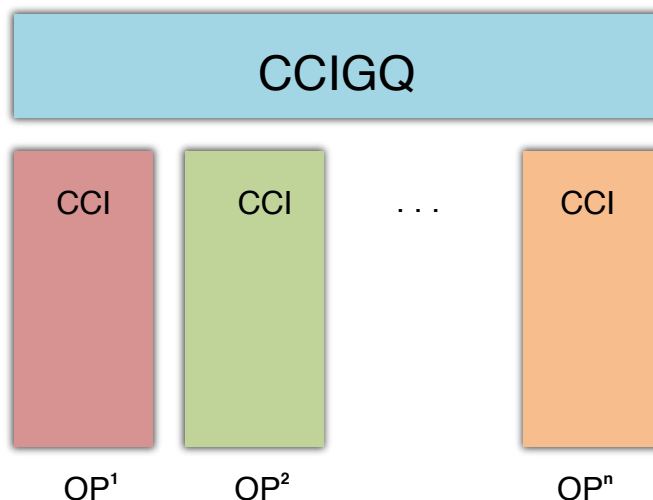 CCIGQ
CCI CCI . . . CCI
OP¹ OP² OPⁿ